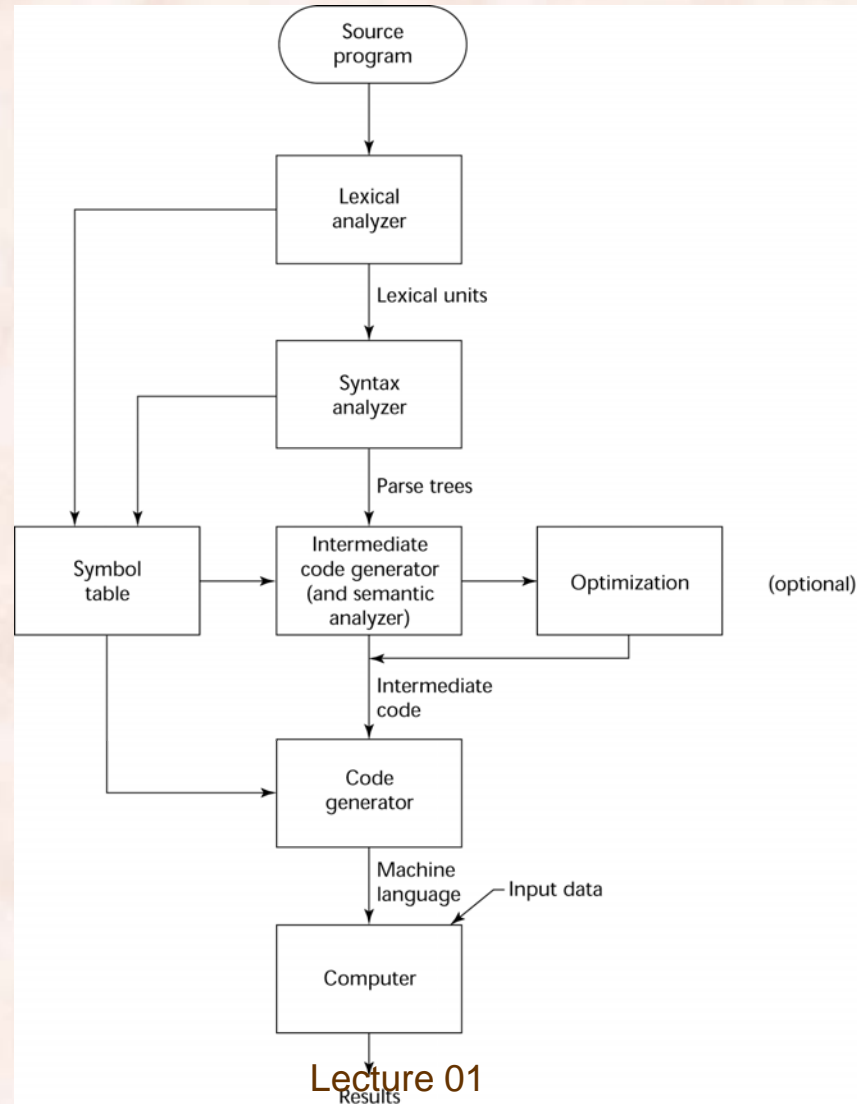 Source
program
Lexical
analyzer
Lexical units
Syntax
analyzer
Parse trees
Symbol
table
Intermediate
code generator
(and semantic
analyzer)
Optimization
(optional)
Intermediate
code
Code
generator
Machine
language
Input data
Computer
Lecture 01
Results